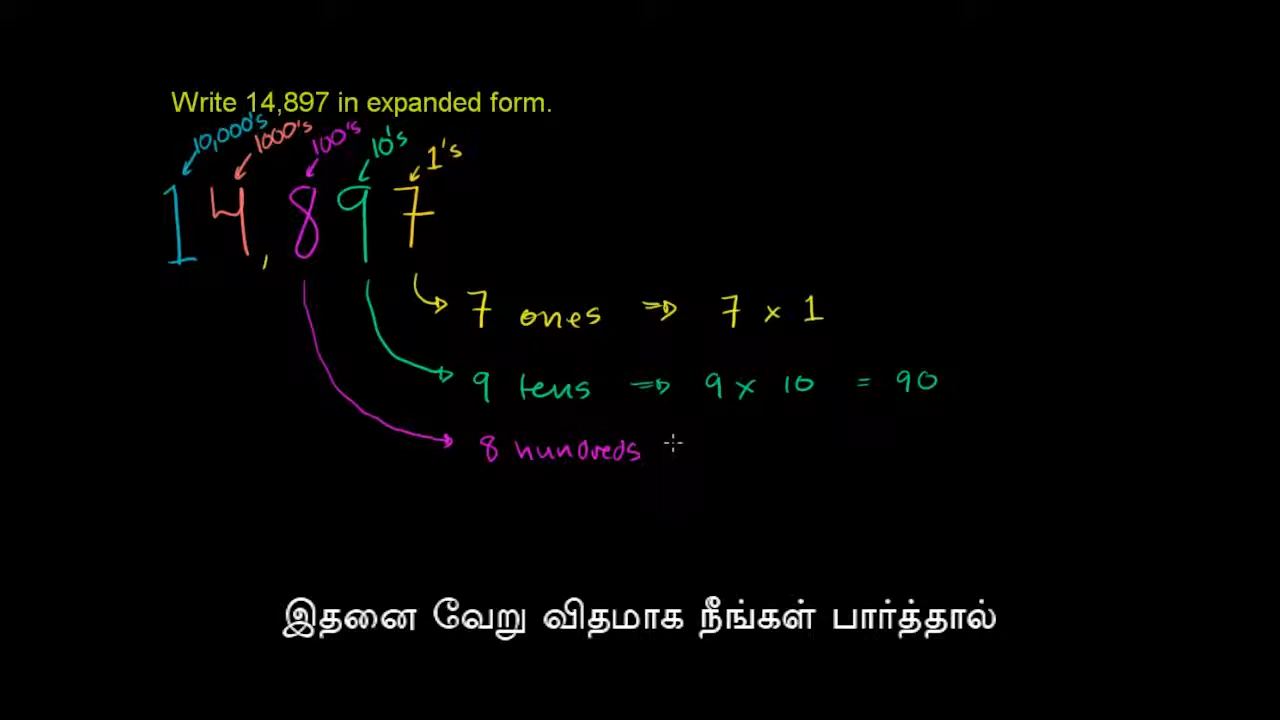 Write 14,897 in expanded form.
10,000's 1000's 100's 10's 1's
14,897
7 ones ⇒ 7 x 1
9 tens ⇒ 9 x 10 = 90
8 hundreds
இதனை வேறு விதமாக நீங்கள் பார்த்தால்